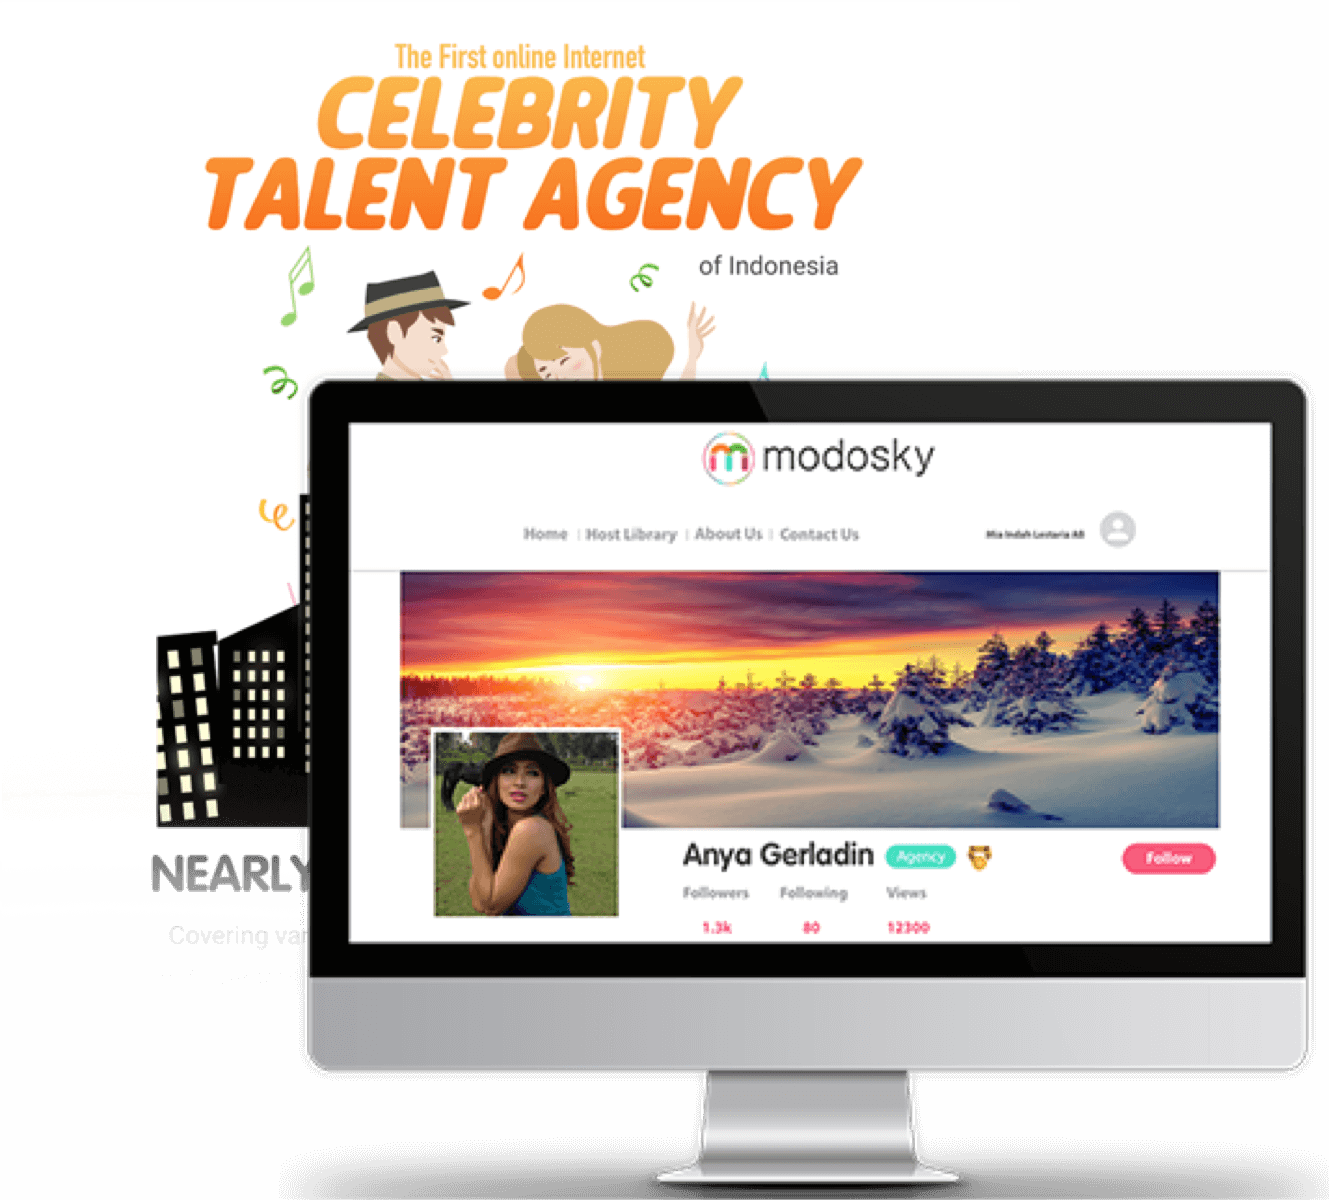 The First online Internet
CELEBRITY
TALENT AGENCY
of Indonesia
modosky
Home | Host Library | About Us | Contact Us
Mia Indah Lestaria AB
Anya Gerladin Agency
Follow
Followers Following Views
1.3k 80 12300
NEARLY
Covering